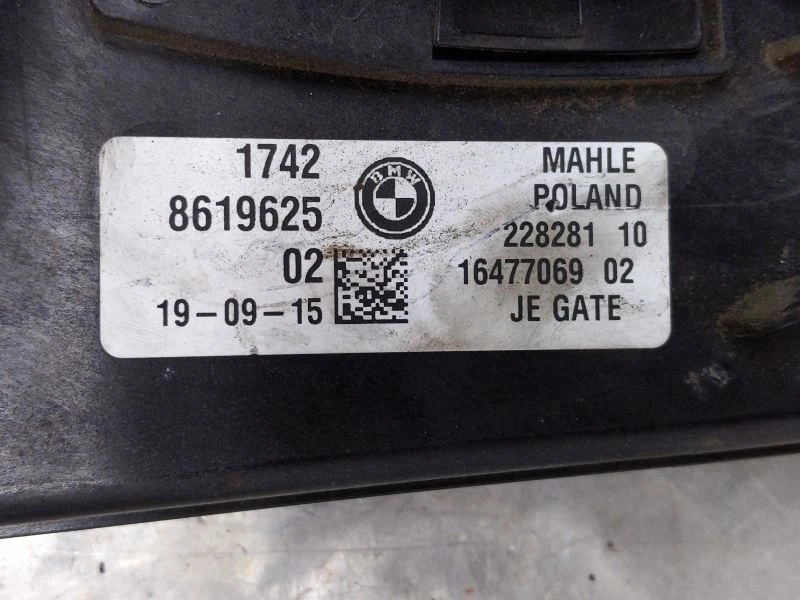 1742
8619625
02
19-09-15
BMW
MAHLE
POLAND
228281 10
16477069 02
JE GATE